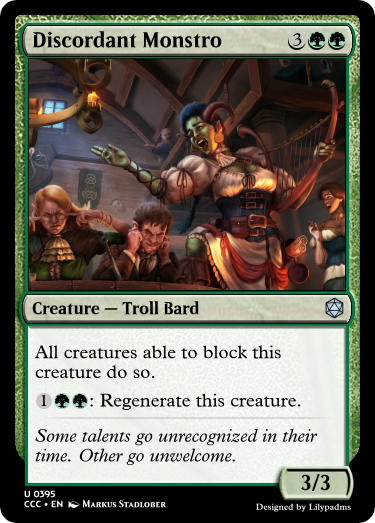 Discordant Monstro 3
Creature — Troll Bard
All creatures able to block this
creature do so.
1: Regenerate this creature.
Some talents go unrecognized in their
time. Other go unwelcome.
3/3
U 0395
CCC • EN Markus Stadlober
Designed by Lilypadms